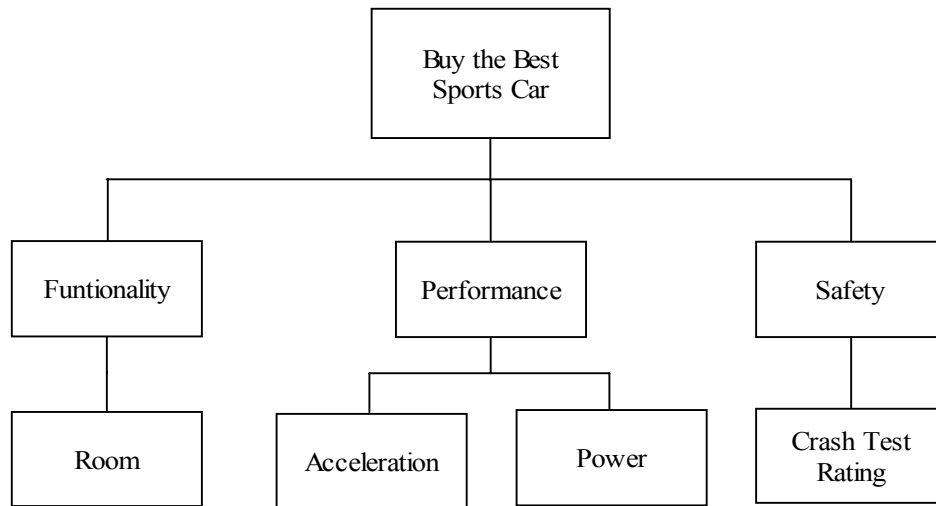 Buy the Best
Sports Car
Funtionality
Performance
Safety
Room
Acceleration
Power
Crash Test
Rating